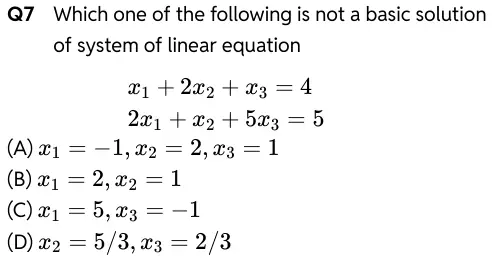 Q7 Which one of the following is not a basic solution
of system of linear equation
x₁ + 2x₂ + x₃ = 4
2x₁ + x₂ + 5x₃ = 5
(A) x₁ = −1, x₂ = 2, x₃ = 1
(B) x₁ = 2, x₂ = 1
(C) x₁ = 5, x₃ = −1
(D) x₂ = 5/3, x₃ = 2/3